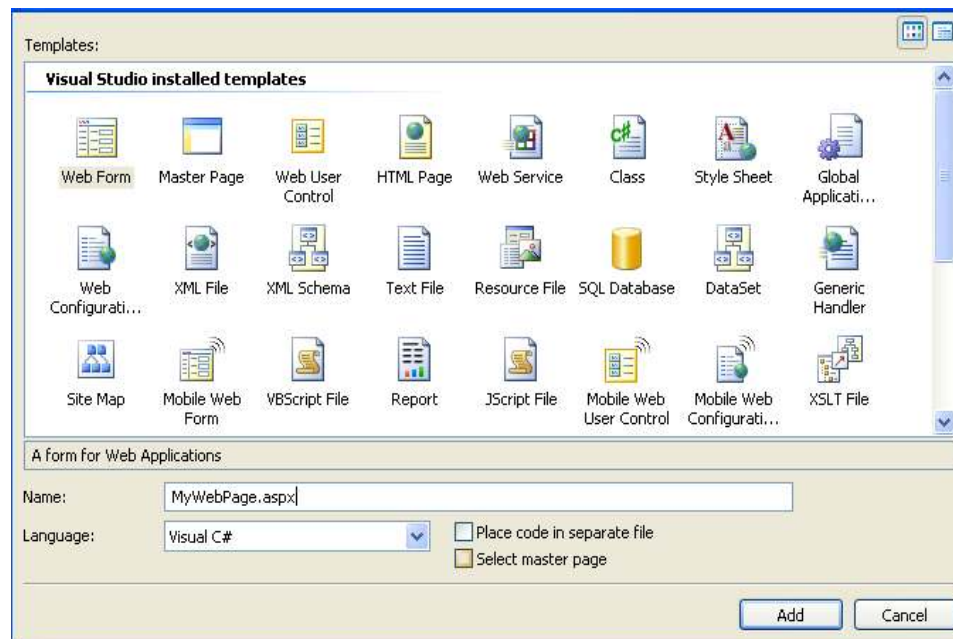 Templates:
Visual Studio installed templates
Web Form Master Page Web User HTML Page Web Service Class Style Sheet Global
Control Applicati...
Web XML File XML Schema Text File Resource File SQL Database DataSet Generic
Configurati... Handler
Site Map Mobile Web VBScript File Report JScript File Mobile Web Mobile Web XSLT File
Form User Control Configurati...
A form for Web Applications
Name: MyWebPage.aspx
Language: Visual C# Place code in separate file
Select master page
Add Cancel